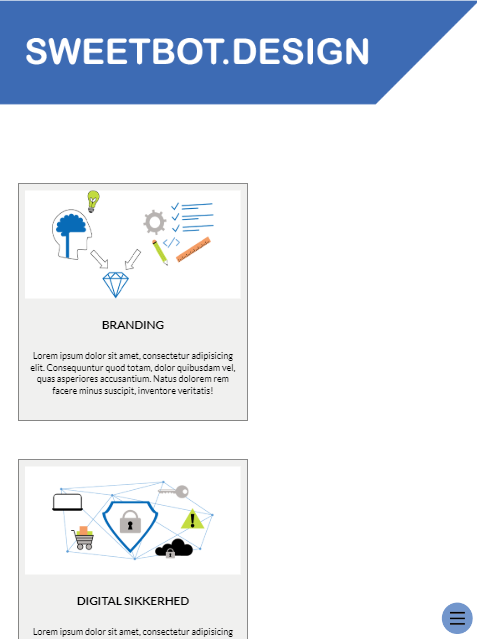 SWEETBOT.DESIGN
BRANDING
Lorem ipsum dolor sit amet, consectetur adipisicing
elit. Consequuntur quod totam, dolor quibusdam vel,
quas asperiores accusantium. Natus dolorem rem
facere minus suscipit, inventore veritatis!
DIGITAL SIKKERHED
Lorem ipsum dolor sit amet, consectetur adipisicing